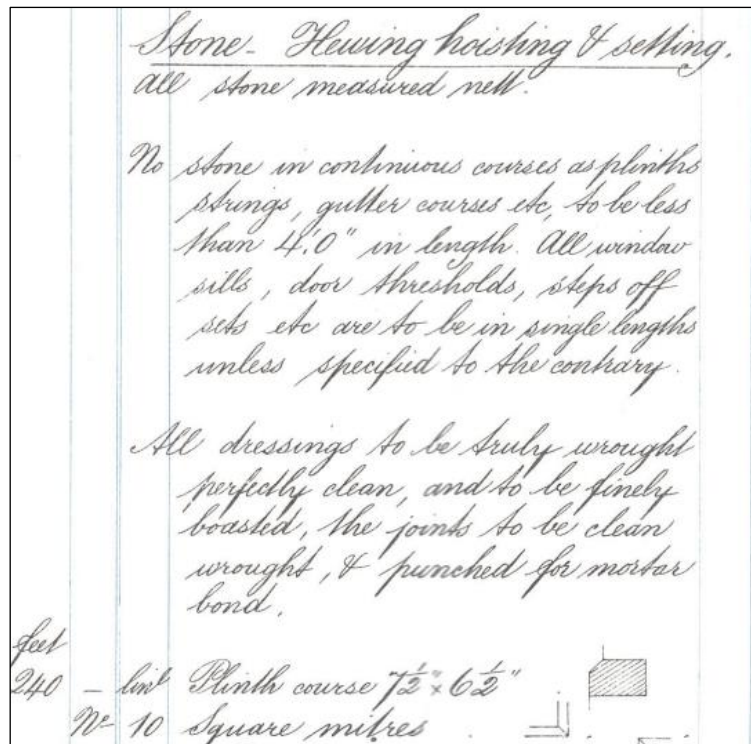 Stone - Hewing hoisting & setting.
All stone measured nett.
No stone in continuous courses as plinths
strings, gutter courses etc, to be less
than 4'.0" in length. All window
sills, door thresholds, steps off
sets etc are to be in single lengths
unless specified to the contrary.
All dressings to be truly wrought
perfectly clean, and to be finely
boasted, the joints to be clean
wrought, & punched for mortar
bond.
feet
240 - linl Plinth course 7½" x 6½"
No 10 Square mitres